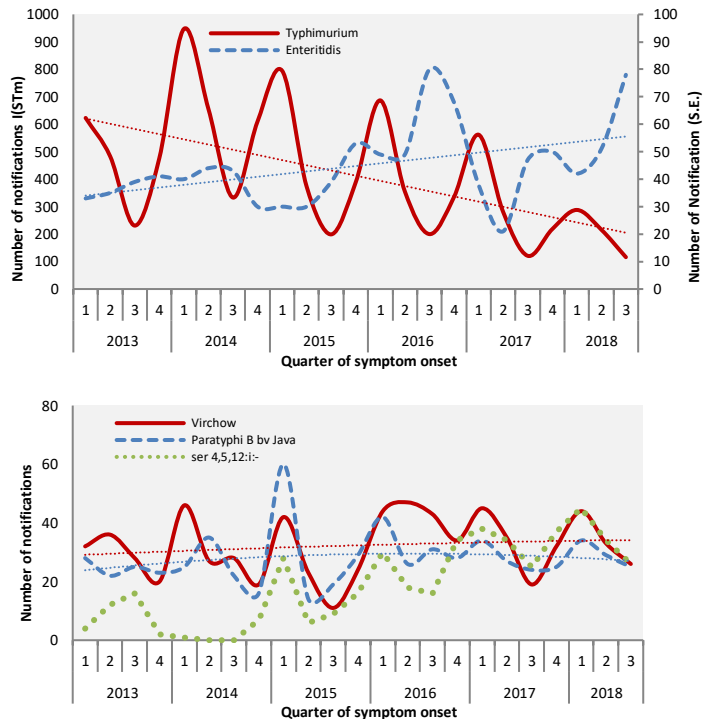 Number of notifications I(STm)
1000
900
800
700
600
500
400
300
200
100
0
Typhimurium
Enteritidis
100
90
80
70
60
50
40
30
20
10
0
Number of Notification (S.E.)
1 2 3 4 1 2 3 4 1 2 3 4 1 2 3 4 1 2 3 4 1 2 3
2013 2014 2015 2016 2017 2018
Quarter of symptom onset
Number of notifications
80
60
40
20
0
Virchow
Paratyphi B bv Java
ser 4,5,12:i:-
1 2 3 4 1 2 3 4 1 2 3 4 1 2 3 4 1 2 3 4 1 2 3
2013 2014 2015 2016 2017 2018
Quarter of symptom onset